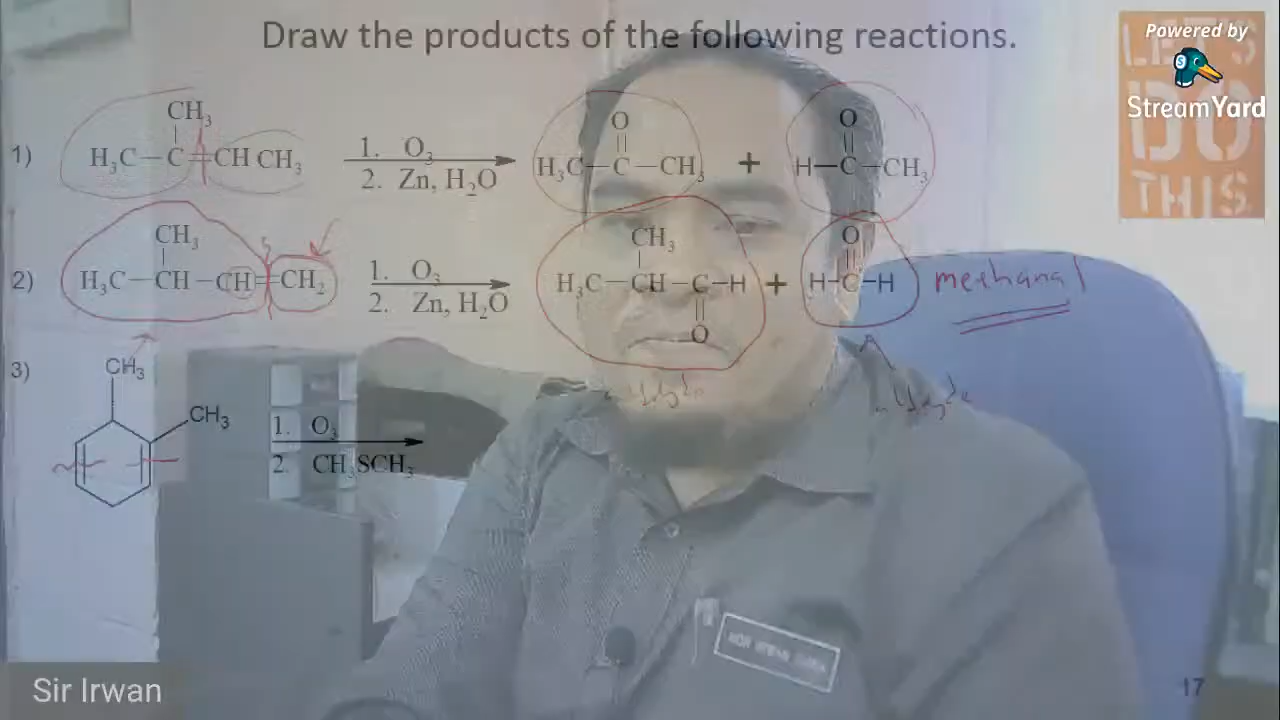 Draw the products of the following reactions.
Powered by
StreamYard
LET'S
DO
THIS
1)
CH₃
H₃C—C=CHCH₃
1. O₃
2. Zn, H₂O
O
H₃C—C—CH₃
+
O
H—C—CH₃
2)
CH₃
H₃C—CH—CH=CH₂
1. O₃
2. Zn, H₂O
CH₃
H₃C—CH—C—H
O
+
O
H—C—H
methanal
3)
CH₃
CH₃
1. O₃
2. CH₃SCH₃
Sir Irwan
17